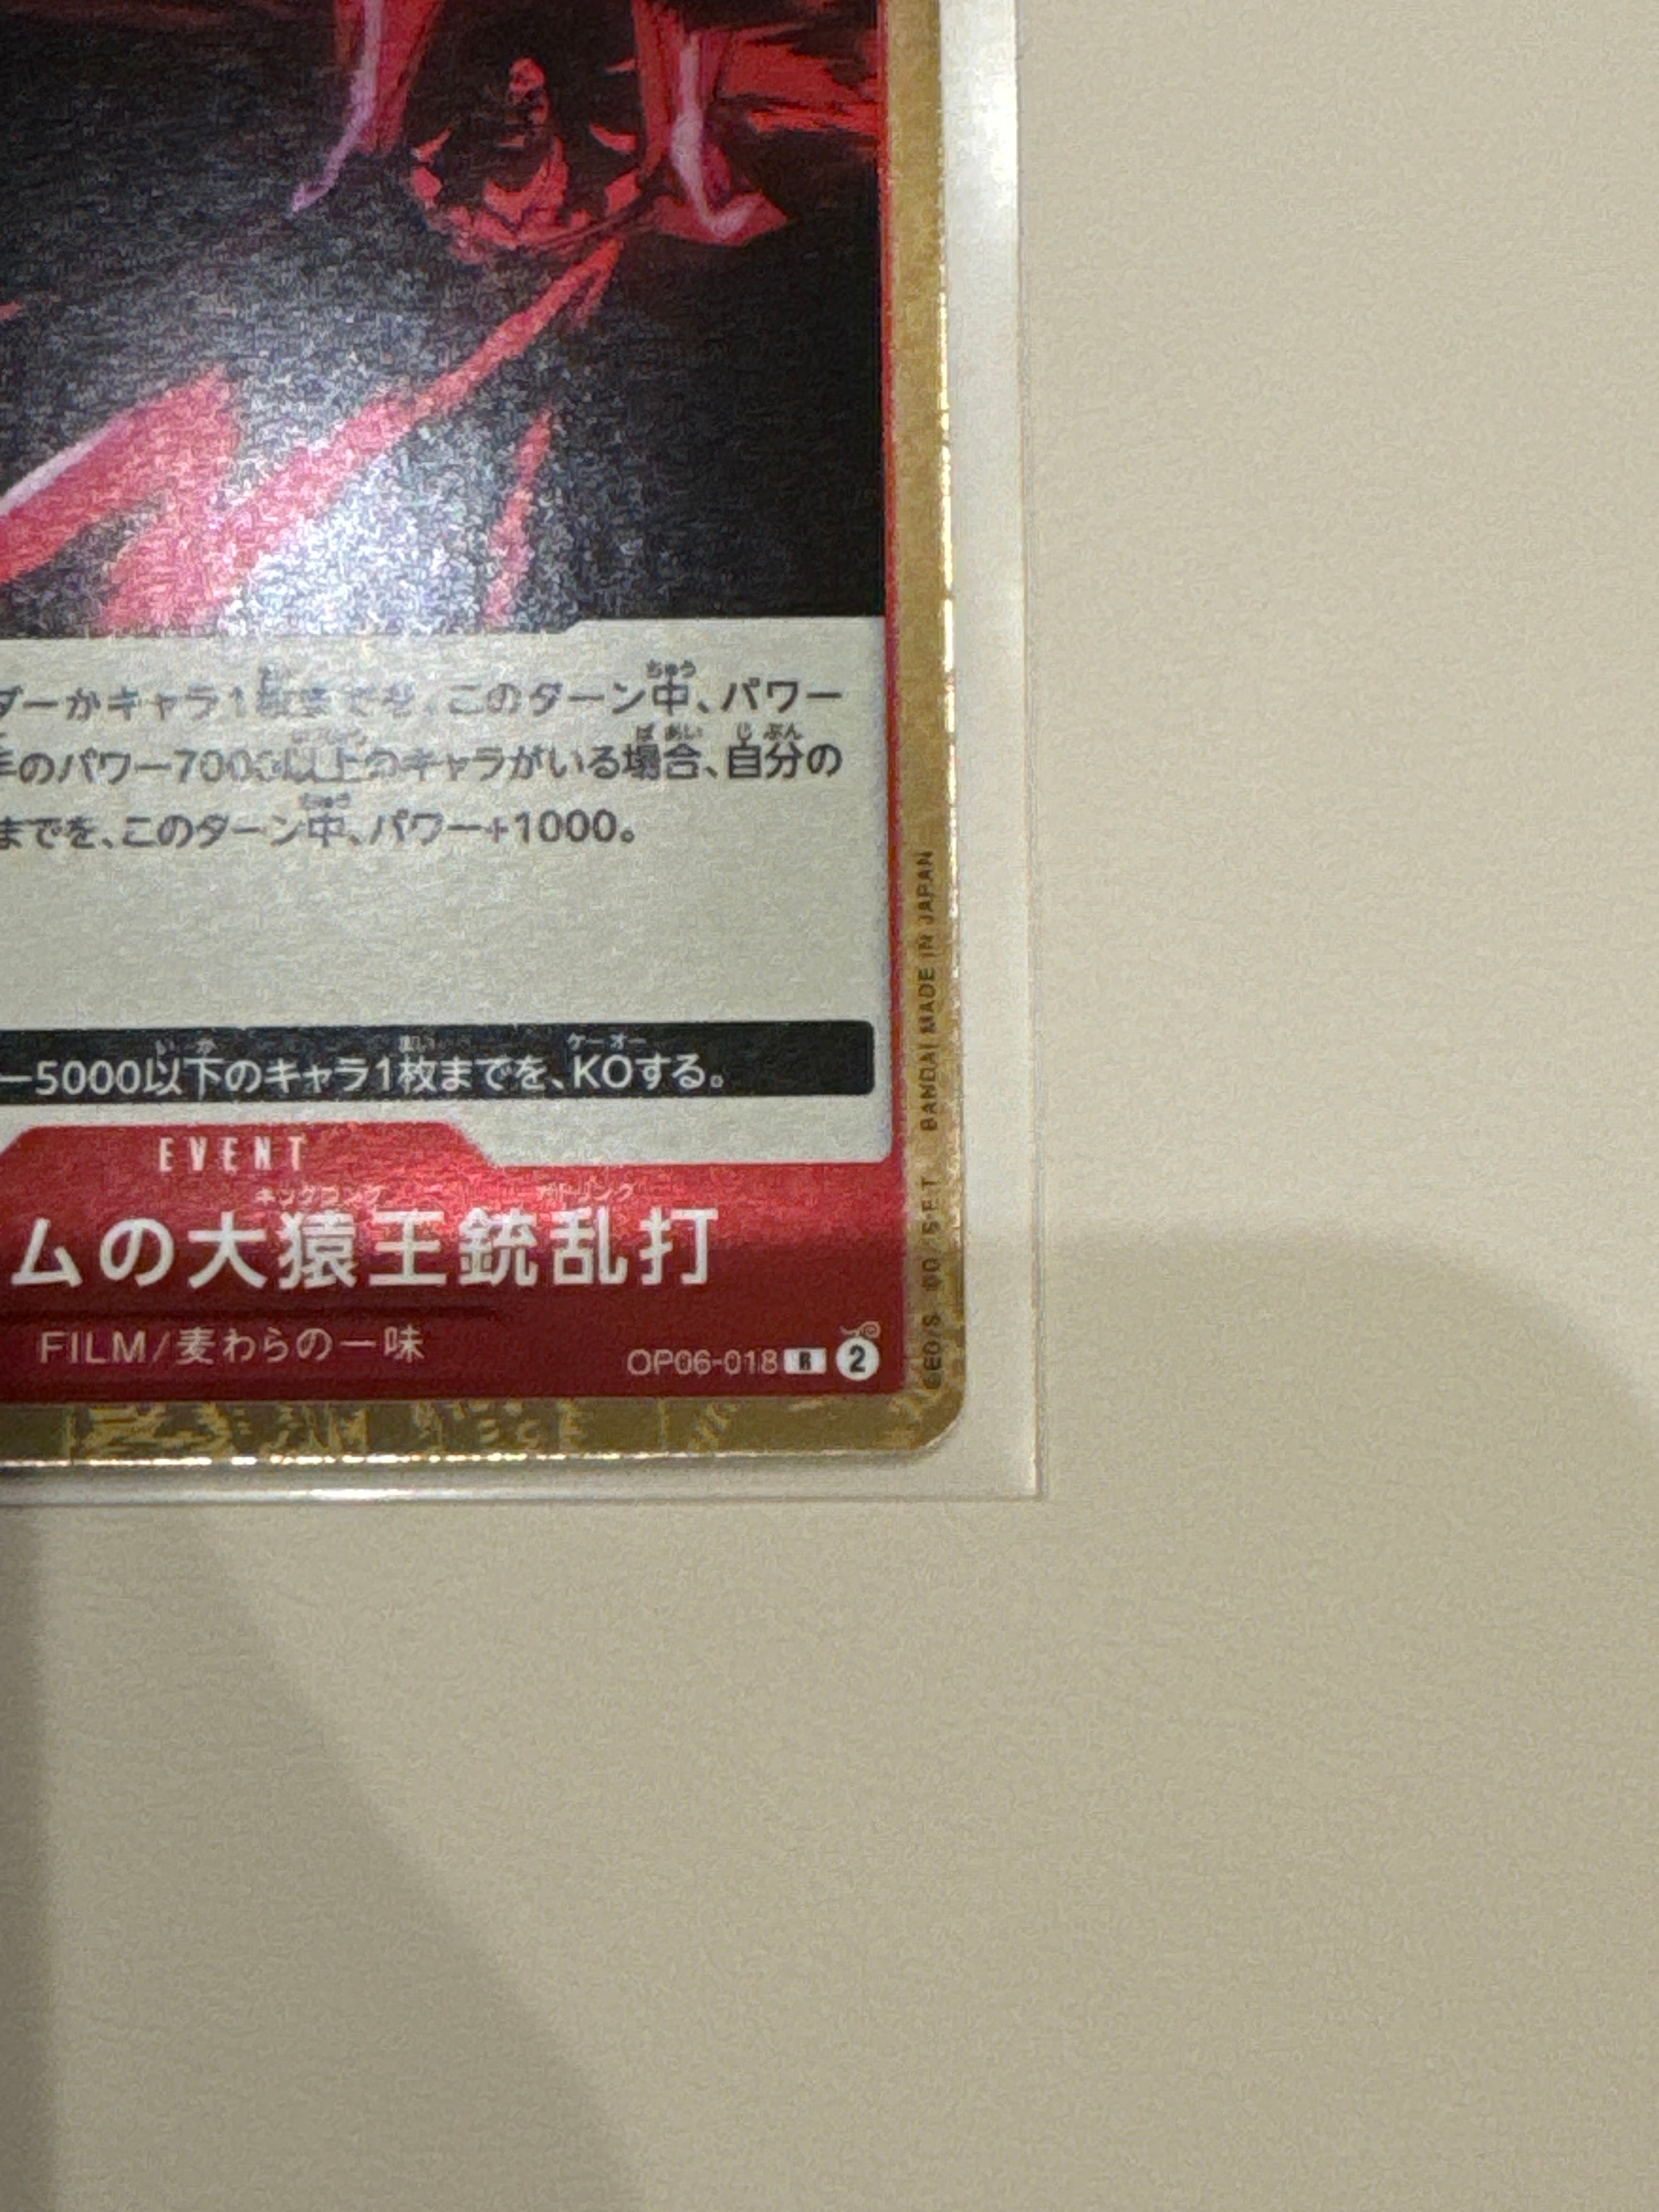 ダーかキャラ1枚までを、このターン中、パワー
手のパワー7000以上のキャラがいる場合、自分の
までを、このターン中、パワー+1000。
ー5000以下のキャラ1枚までを、KOする。
EVENT
ムの大猿王銃乱打
FILM/麦わらの一味
OP06-018 R 2
BANDAI MADE IN JAPAN